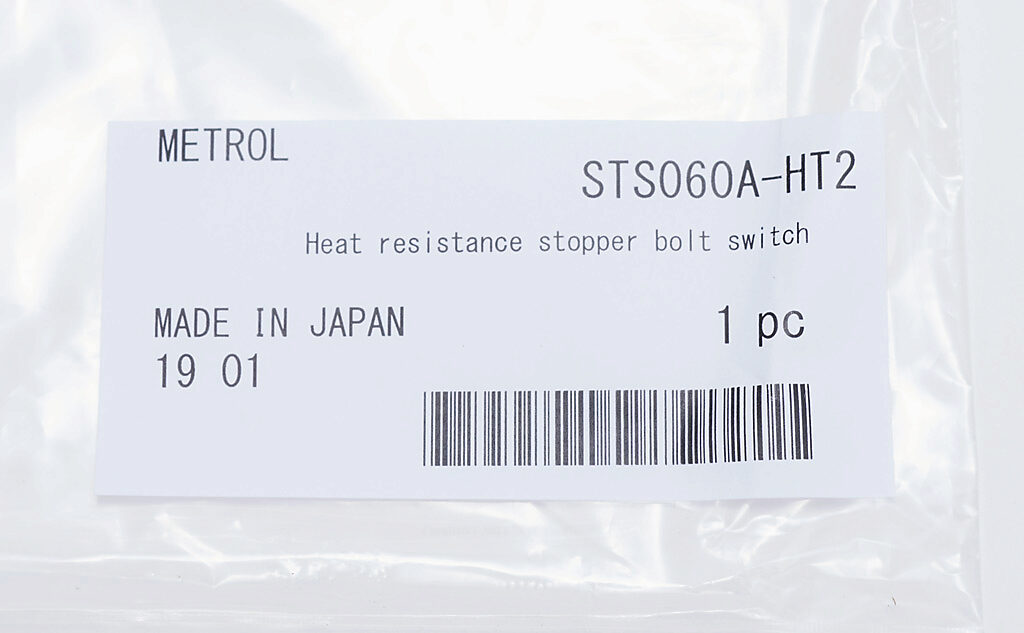 METROL
STS060A-HT2
Heat resistance stopper bolt switch
MADE IN JAPAN
1 pc
19 01